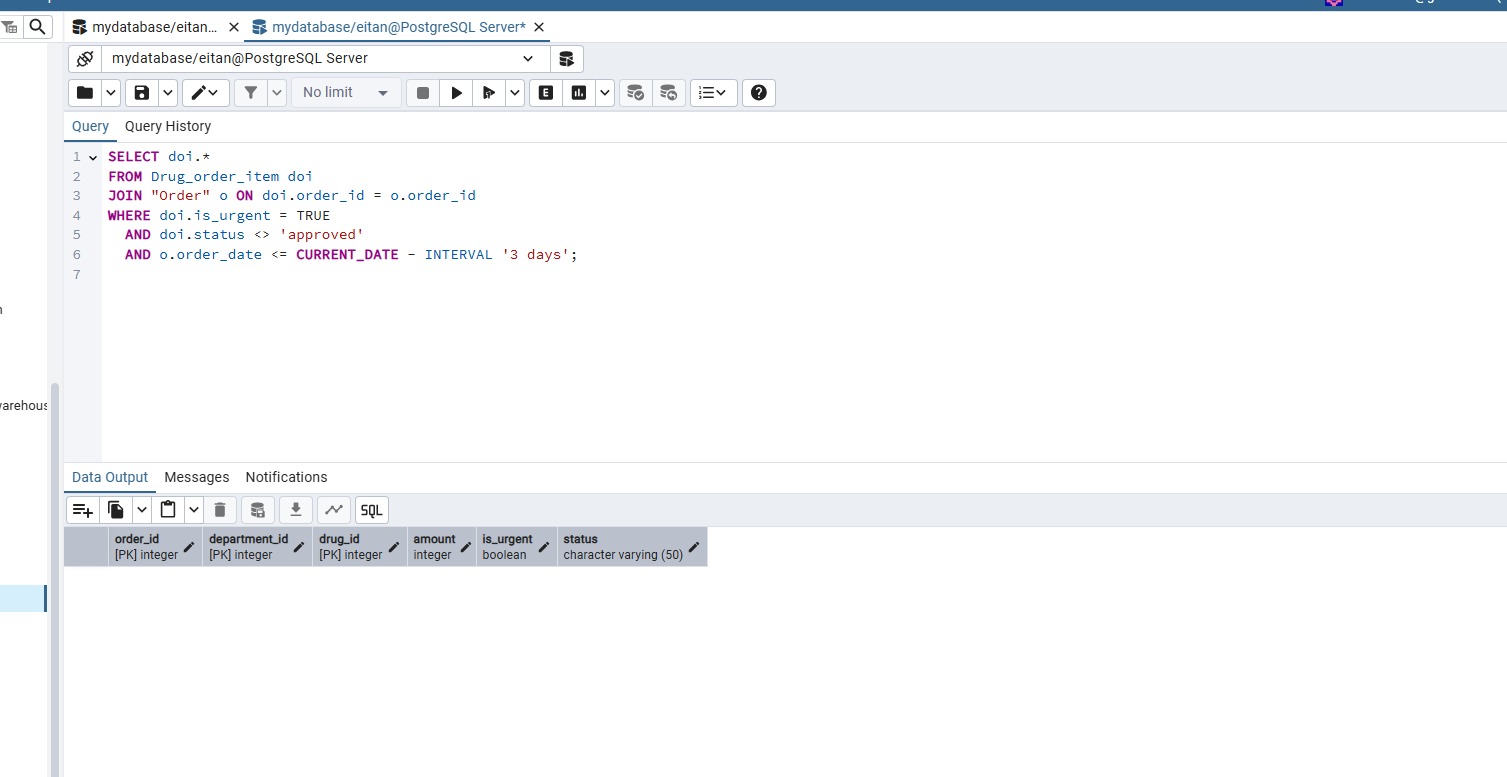 mydatabase/eitan...
mydatabase/eitan@PostgreSQL Server*
mydatabase/eitan@PostgreSQL Server
No limit
E
Query
Query History
1 SELECT doi.*
2 FROM Drug_order_item doi
3 JOIN "Order" o ON doi.order_id = o.order_id
4 WHERE doi.is_urgent = TRUE
5 AND doi.status <> 'approved'
6 AND o.order_date <= CURRENT_DATE - INTERVAL '3 days';
7
Data Output
Messages
Notifications
SQL
order_id
[PK] integer
department_id
[PK] integer
drug_id
[PK] integer
amount
integer
is_urgent
boolean
status
character varying (50)